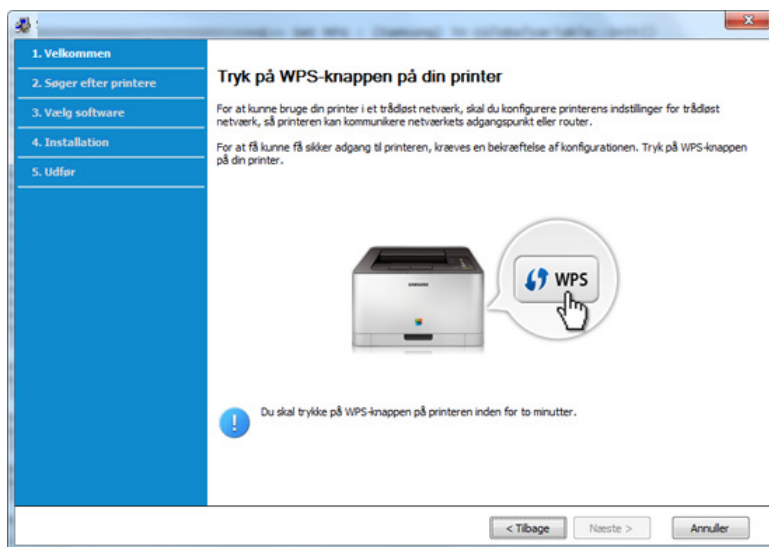 1. Velkommen
2. Søger efter printere
3. Vælg software
4. Installation
5. Udfør
Tryk på WPS-knappen på din printer
For at kunne bruge din printer i et trådløst netværk, skal du konfigurere printerens indstillinger for trådløst
netværk, så printeren kan kommunikere netværkets adgangspunkt eller router.
For at få kunne få sikker adgang til printeren, kræves en bekræftelse af konfigurationen. Tryk på WPS-knappen
på din printer.
SAMSUNG
WPS
Du skal trykke på WPS-knappen på printeren inden for to minutter.
< Tilbage
Næste >
Annuller